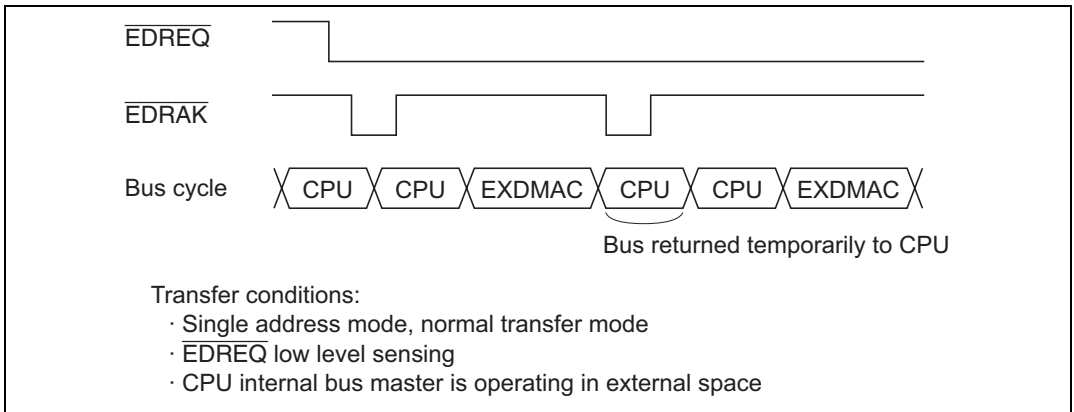 EDREQ
EDRAK
Bus cycle CPU CPU EXDMAC CPU CPU EXDMAC
Bus returned temporarily to CPU
Transfer conditions:
· Single address mode, normal transfer mode
· EDREQ low level sensing
· CPU internal bus master is operating in external space